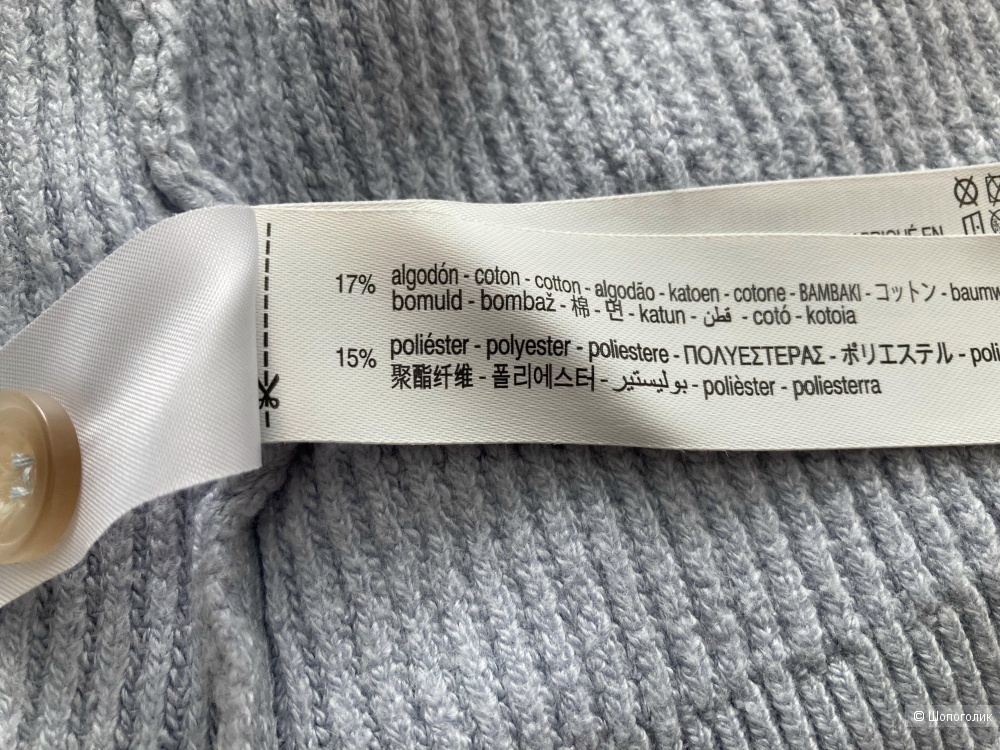 17% algodón - coton - cotton - algodão - katoen - cotone - BAMBAKI - コットン - baumw
bomuld - bombaž - 棉 - 면 - katun - قطن - cotó - kotoia
15% poliéster - polyester - poliestere - ΠΟΛΥΕΣΤΕΡΑΣ - ポリエステル - poli
聚酯纤维 - 폴리에스터 - بوليستير - polièster - poliesterra
© Шопоголик